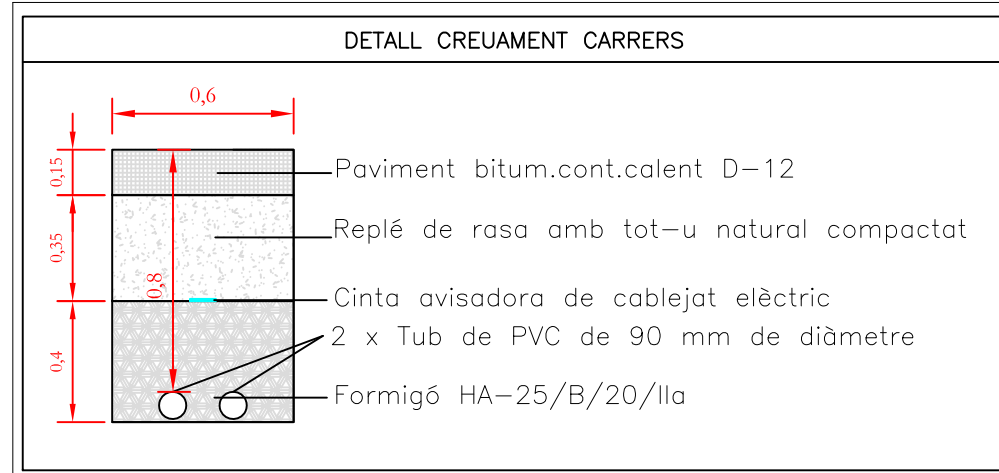 DETALL CREUAMENT CARRERS
0,6
0,15
Paviment bitum.cont.calent D-12
0,35
Replé de rasa amb tot-u natural compactat
0,8
Cinta avisadora de cablejat elèctric
2 x Tub de PVC de 90 mm de diàmetre
0,4
Formigó HA-25/B/20/IIa